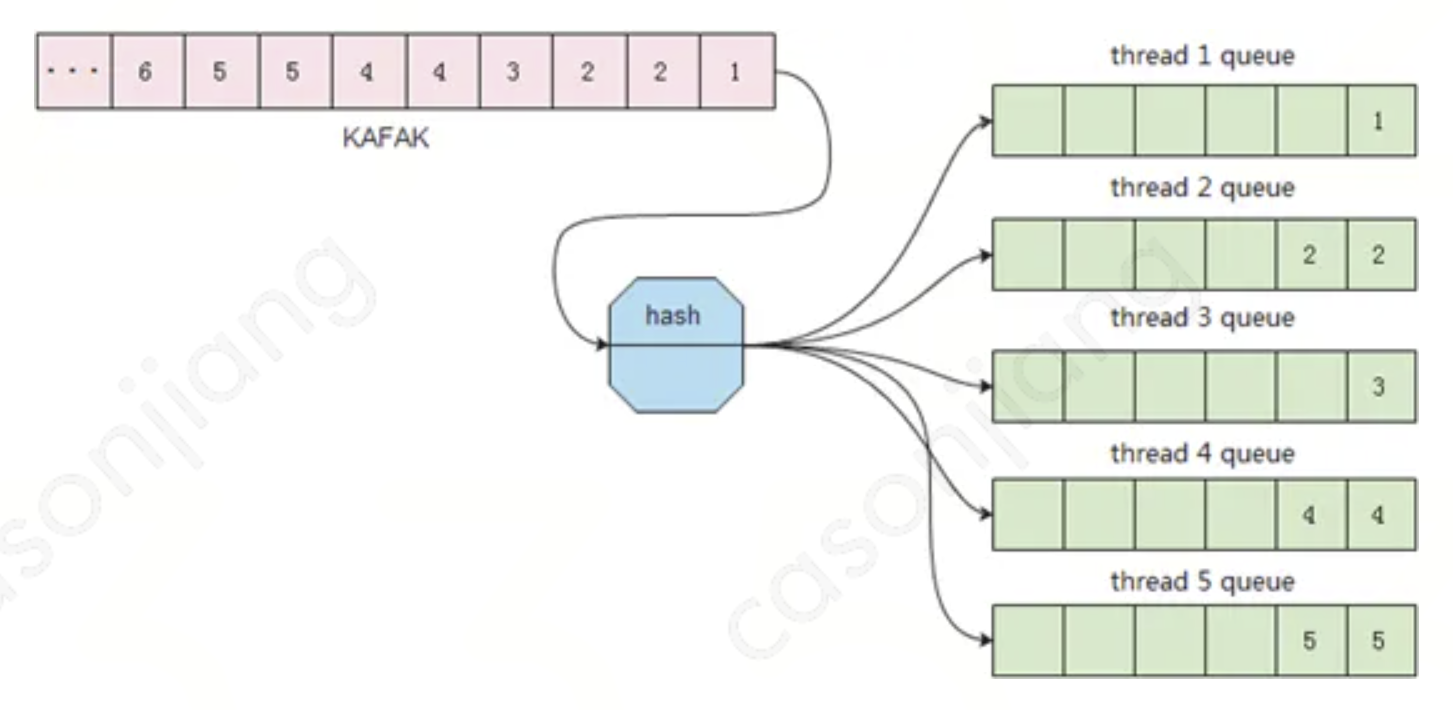 · · · 6 5 5 4 4 3 2 2 1
KAFAK
hash
thread 1 queue
1
thread 2 queue
2 2
thread 3 queue
3
thread 4 queue
4 4
thread 5 queue
5 5
casonjiang
casonjiang